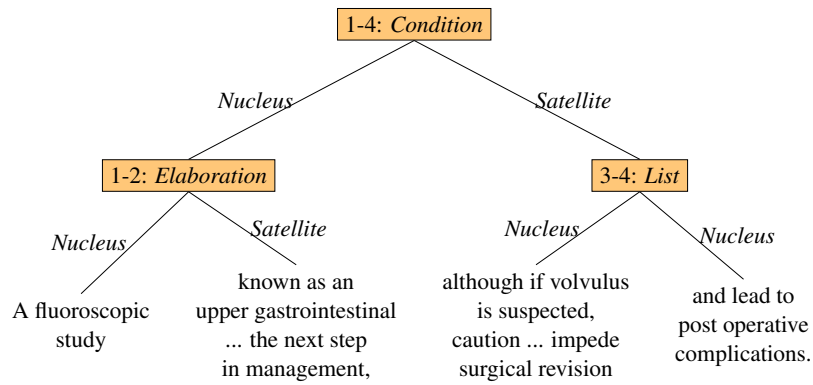 1-4: Condition
Nucleus
Satellite
1-2: Elaboration
3-4: List
Nucleus
Satellite
Nucleus
Nucleus
A fluoroscopic
study
known as an
upper gastrointestinal
... the next step
in management,
although if volvulus
is suspected,
caution ... impede
surgical revision
and lead to
post operative
complications.